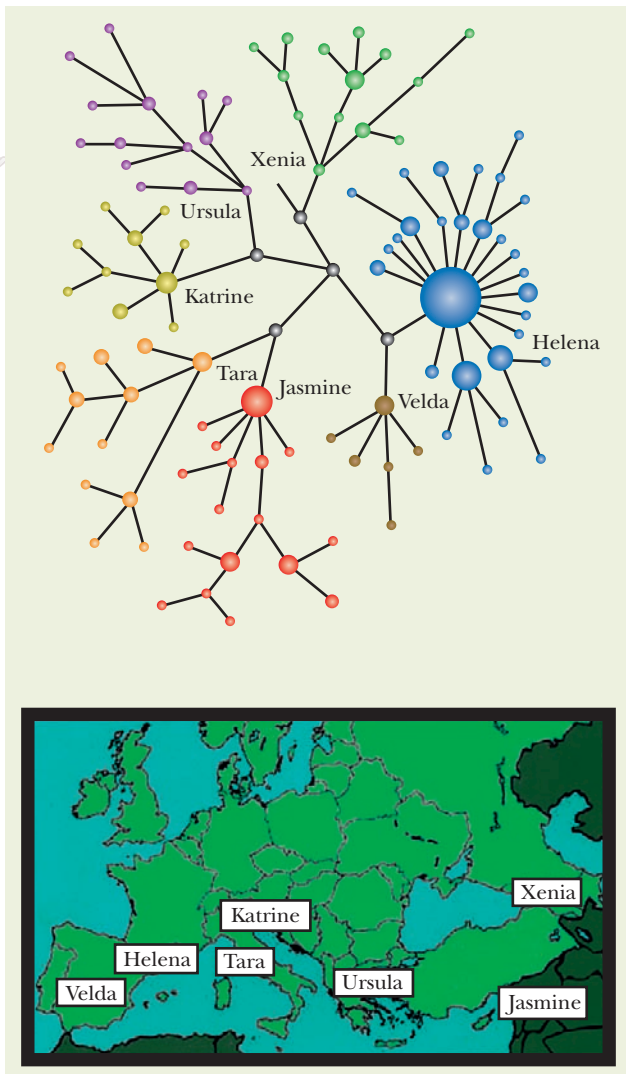 Xenia
Ursula
Katrine
Helena
Tara
Jasmine
Velda
Xenia
Katrine
Helena
Tara
Ursula
Velda
Jasmine